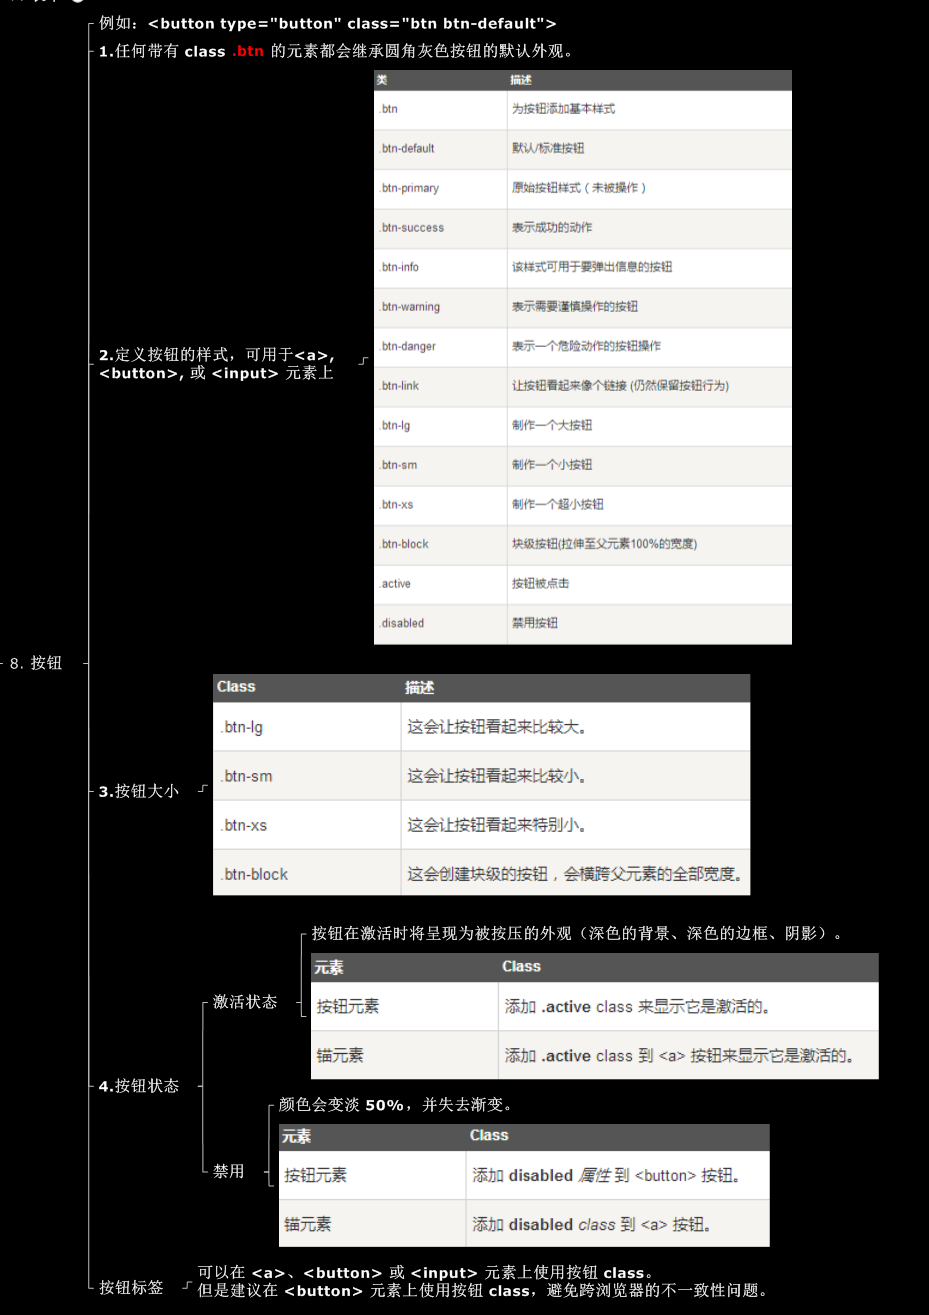 例如：<button type="button" class="btn btn-default">
1.任何带有 class .btn 的元素都会继承圆角灰色按钮的默认外观。
类 描述
.btn 为按钮添加基本样式
.btn-default 默认/标准按钮
.btn-primary 原始按钮样式（未被操作）
.btn-success 表示成功的动作
.btn-info 该样式可用于要弹出信息的按钮
.btn-warning 表示需要谨慎操作的按钮
.btn-danger 表示一个危险动作的按钮操作
.btn-link 让按钮看起来像个链接 (仍然保留按钮行为)
.btn-lg 制作一个大按钮
.btn-sm 制作一个小按钮
.btn-xs 制作一个超小按钮
.btn-block 块级按钮(拉伸至父元素100%的宽度)
.active 按钮被点击
.disabled 禁用按钮
2.定义按钮的样式，可用于<a>,
<button>, 或 <input> 元素上
8. 按钮
Class 描述
.btn-lg 这会让按钮看起来比较大。
.btn-sm 这会让按钮看起来比较小。
.btn-xs 这会让按钮看起来特别小。
.btn-block 这会创建块级的按钮，会横跨父元素的全部宽度。
3.按钮大小
按钮在激活时将呈现为被按压的外观（深色的背景、深色的边框、阴影）。
元素 Class
按钮元素 添加 .active class 来显示它是激活的。
锚元素 添加 .active class 到 <a> 按钮来显示它是激活的。
激活状态
4.按钮状态
颜色会变淡 50%，并失去渐变。
元素 Class
按钮元素 添加 disabled 属性 到 <button> 按钮。
锚元素 添加 disabled class 到 <a> 按钮。
禁用
按钮标签
可以在 <a>、<button> 或 <input> 元素上使用按钮 class。
但是建议在 <button> 元素上使用按钮 class，避免跨浏览器的不一致性问题。